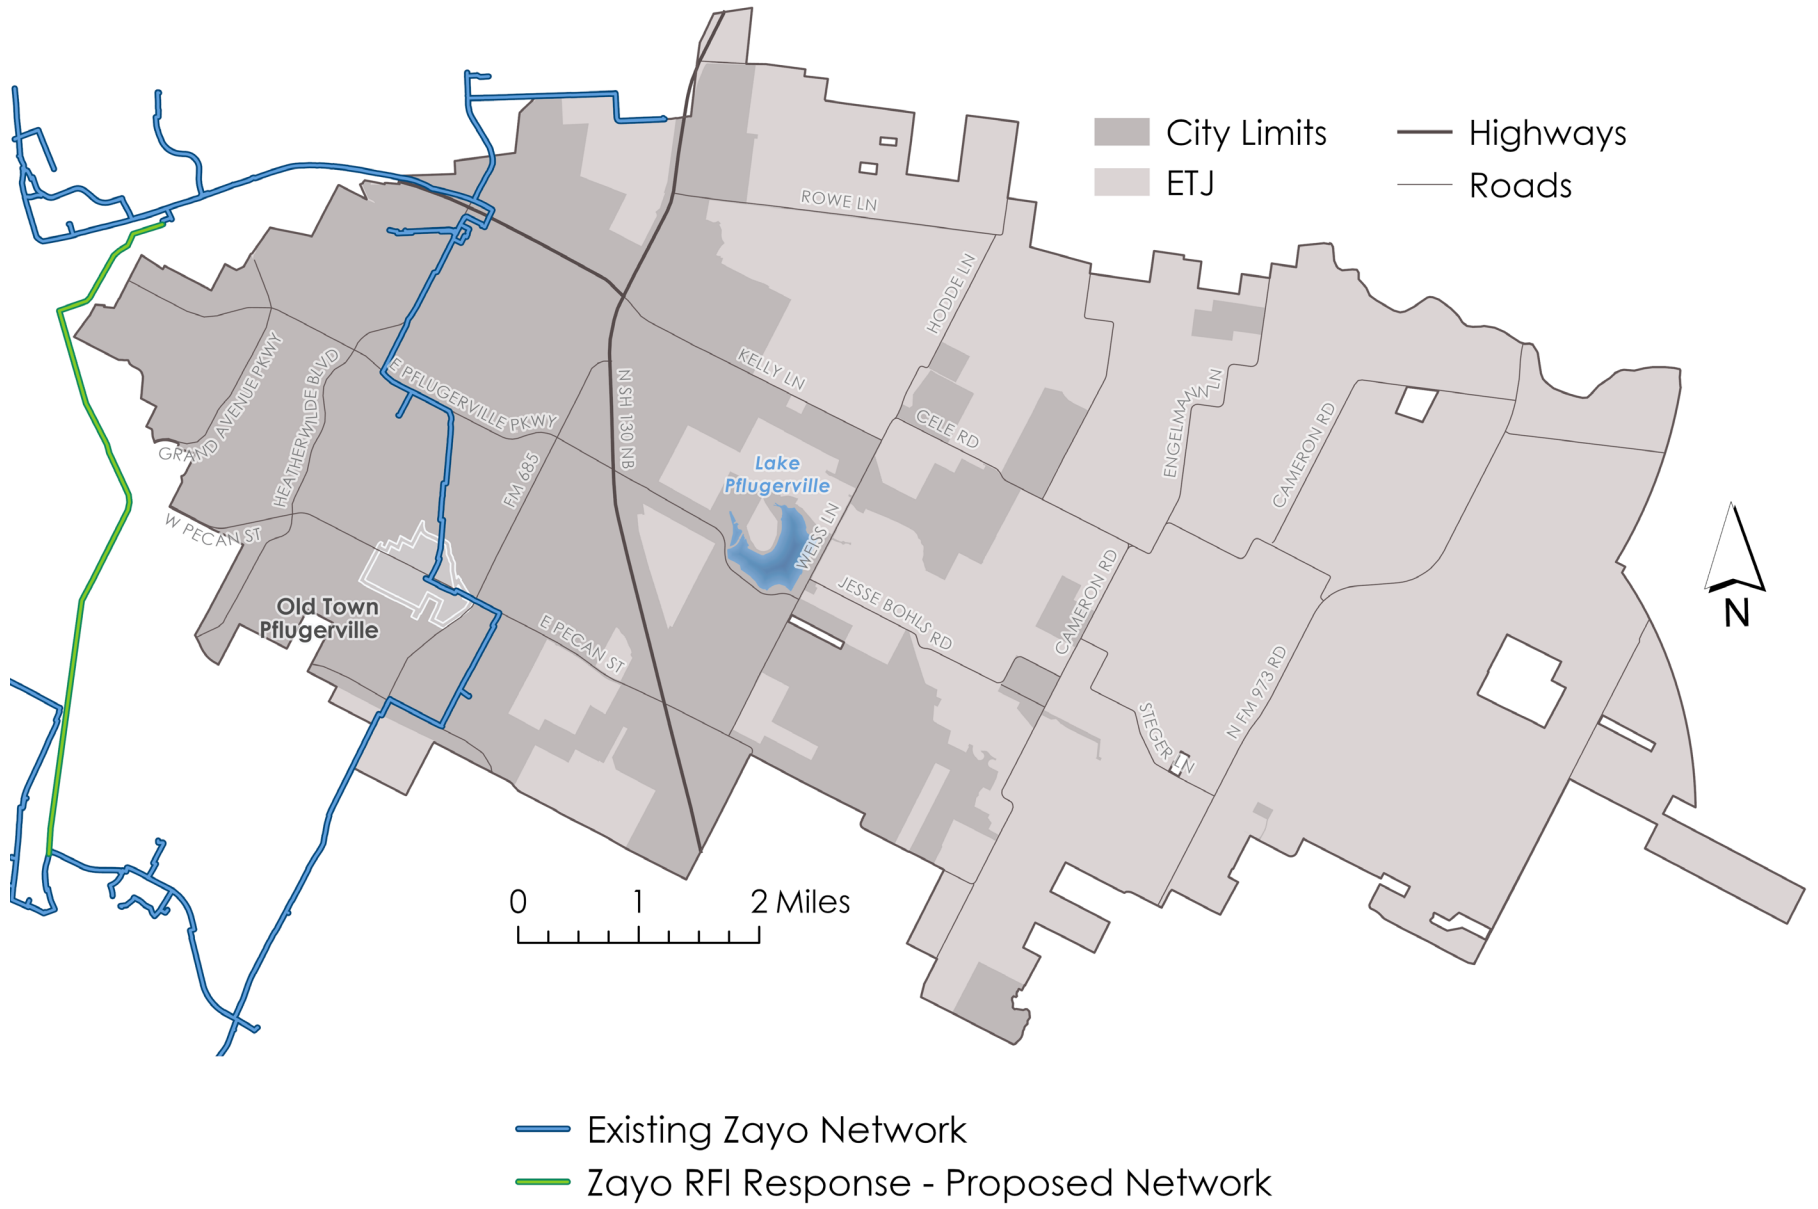 City Limits
Highways
ETJ
Roads
ROWE LN
HODDE LN
KELLY LN
GRAND AVENUE PKWY
HEATHERWILDE BLVD
E PFLUGERVILLE PKWY
N SH 130 NB
CELE RD
ENGELMANN LN
CAMERON RD
FM 685
Lake
Pflugerville
WEISS LN
W PECAN ST
JESSE BOHLS RD
CAMERON RD
Old Town
Pflugerville
E PECAN ST
N FM 973 RD
STEGER LN
N
0 1 2 Miles
Existing Zayo Network
Zayo RFI Response - Proposed Network